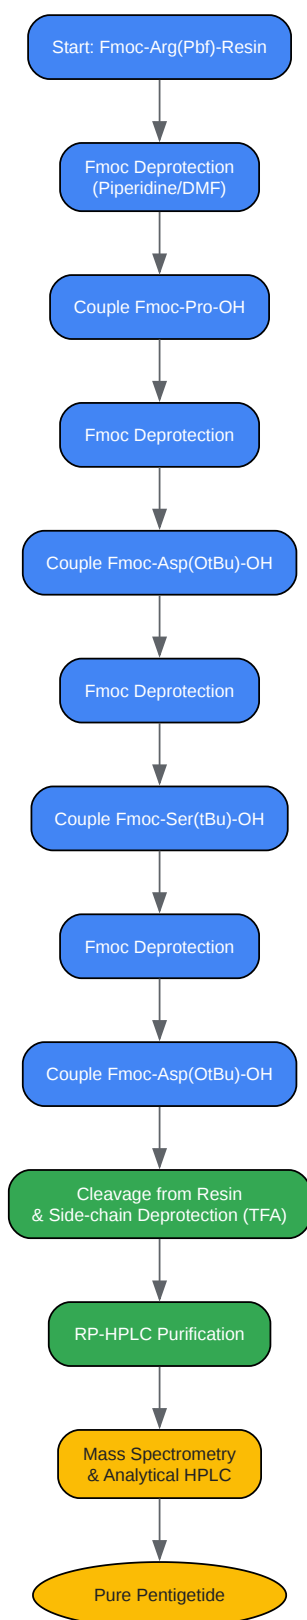 Start: Fmoc-Arg(Pbf)-Resin
Fmoc Deprotection
(Piperidine/DMF)
Couple Fmoc-Pro-OH
Fmoc Deprotection
Couple Fmoc-Asp(OtBu)-OH
Fmoc Deprotection
Couple Fmoc-Ser(tBu)-OH
Fmoc Deprotection
Couple Fmoc-Asp(OtBu)-OH
Cleavage from Resin
& Side-chain Deprotection (TFA)
RP-HPLC Purification
Mass Spectrometry
& Analytical HPLC
Pure Pentigetide